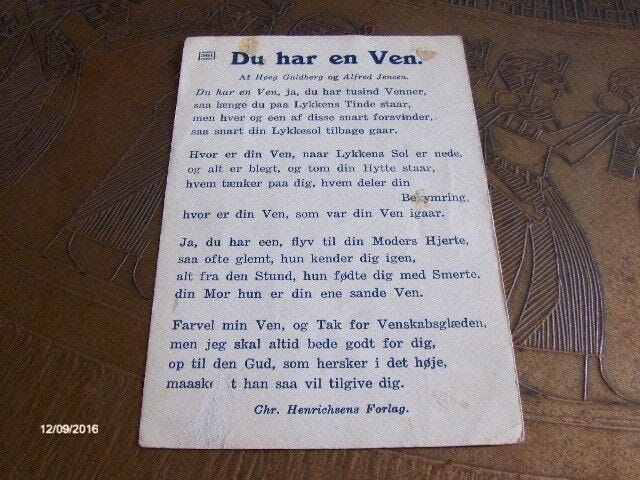 561
Du har en Ven.
Af Høeg Guldberg og Alfred Jensen.
Du har en Ven, ja, du har tusind Venner,
saa længe du paa Lykkens Tinde staar,
men hver og een af disse snart forsvinder,
saa snart din Lykkesol tilbage gaar.
Hvor er din Ven, naar Lykkens Sol er nede,
og alt er blegt, og tom din Hytte staar,
hvem tænker paa dig, hvem deler din
Bekymring,
hvor er din Ven, som var din Ven igaar.
Ja, du har een, flyv til din Moders Hjerte,
saa ofte glemt, hun kender dig igen,
alt fra den Stund, hun fødte dig med Smerte,
din Mor hun er din ene sande Ven.
Farvel min Ven, og Tak for Venskabsglæden,
men jeg skal altid bede godt for dig,
op til den Gud, som hersker i det høje,
han saa vil tilgive dig.
Chr. Henrichsens Forlag.
12/09/2016